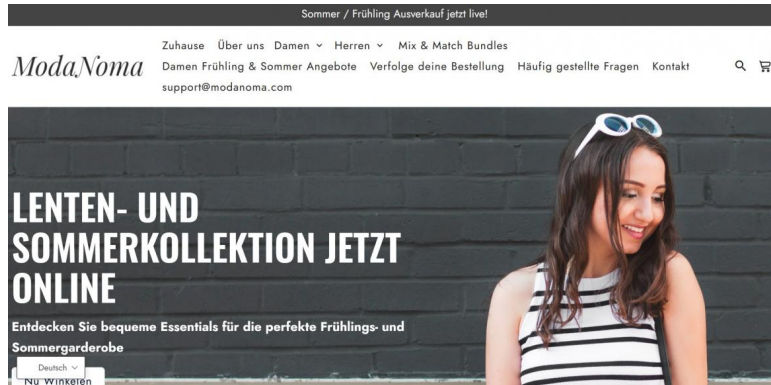 Sommer / Frühling Ausverkauf jetzt live!
ModaNoma
Zuhause Über uns Damen Herren Mix & Match Bundles
Damen Frühling & Sommer Angebote Verfolge deine Bestellung Häufig gestellte Fragen Kontakt
support@modanoma.com
LENTEN- UND
SOMMERKOLLEKTION JETZT
ONLINE
Entdecken Sie bequeme Essentials für die perfekte Frühlings- und
Sommergarderobe
Deutsch
Nu Winkelen